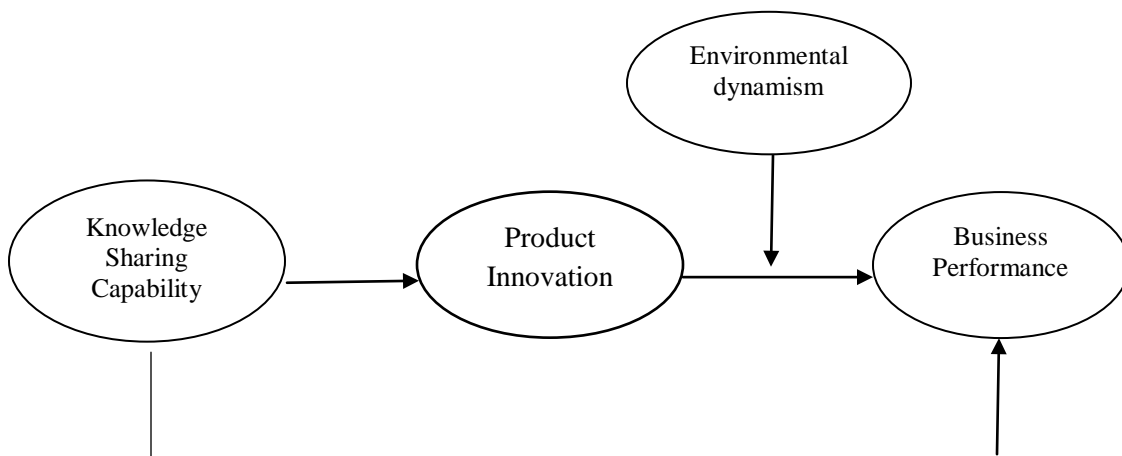 Environmental
dynamism
Knowledge
Sharing
Capability
Product
Innovation
Business
Performance